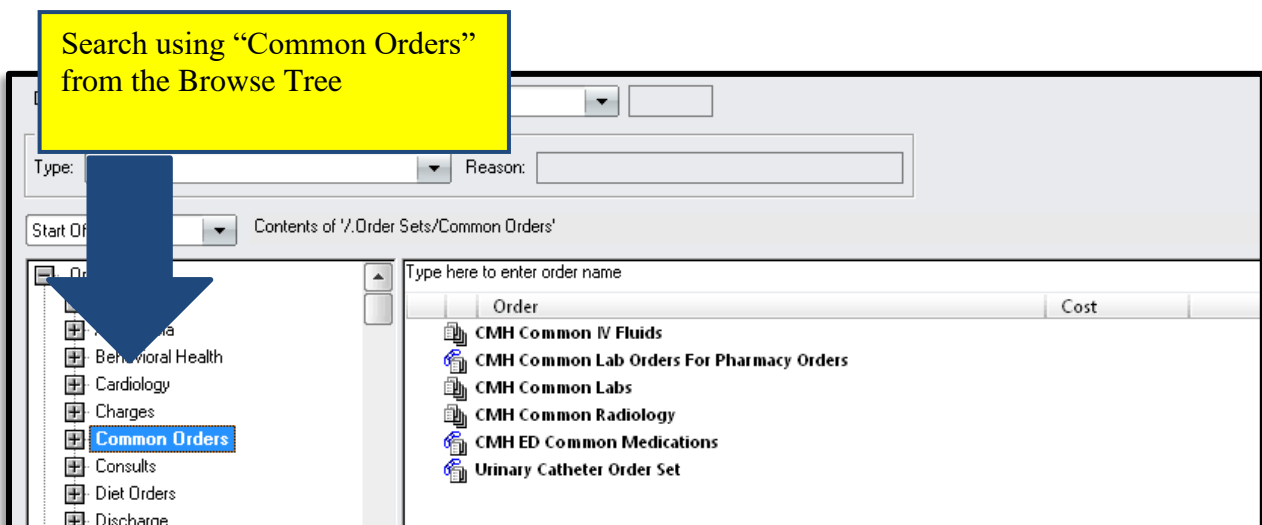 Search using “Common Orders”
from the Browse Tree
Type:
Reason:
Start Of
Contents of '/.Order Sets/Common Orders'
Type here to enter order name
Order Cost
Behavioral Health
Cardiology
Charges
Common Orders
Consults
Diet Orders
Discharge
CMH Common IV Fluids
CMH Common Lab Orders For Pharmacy Orders
CMH Common Labs
CMH Common Radiology
CMH ED Common Medications
Urinary Catheter Order Set